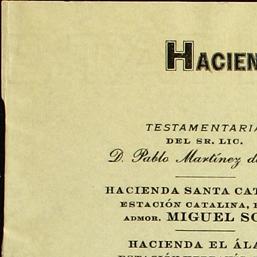 HACIEN
TESTAMENTARIA
DEL SR. LIC.
D. Pablo Martínez d
HACIENDA SANTA CAT
ESTACIÓN CATALINA,
ADMOR. MIGUEL SO
HACIENDA EL ÁLA